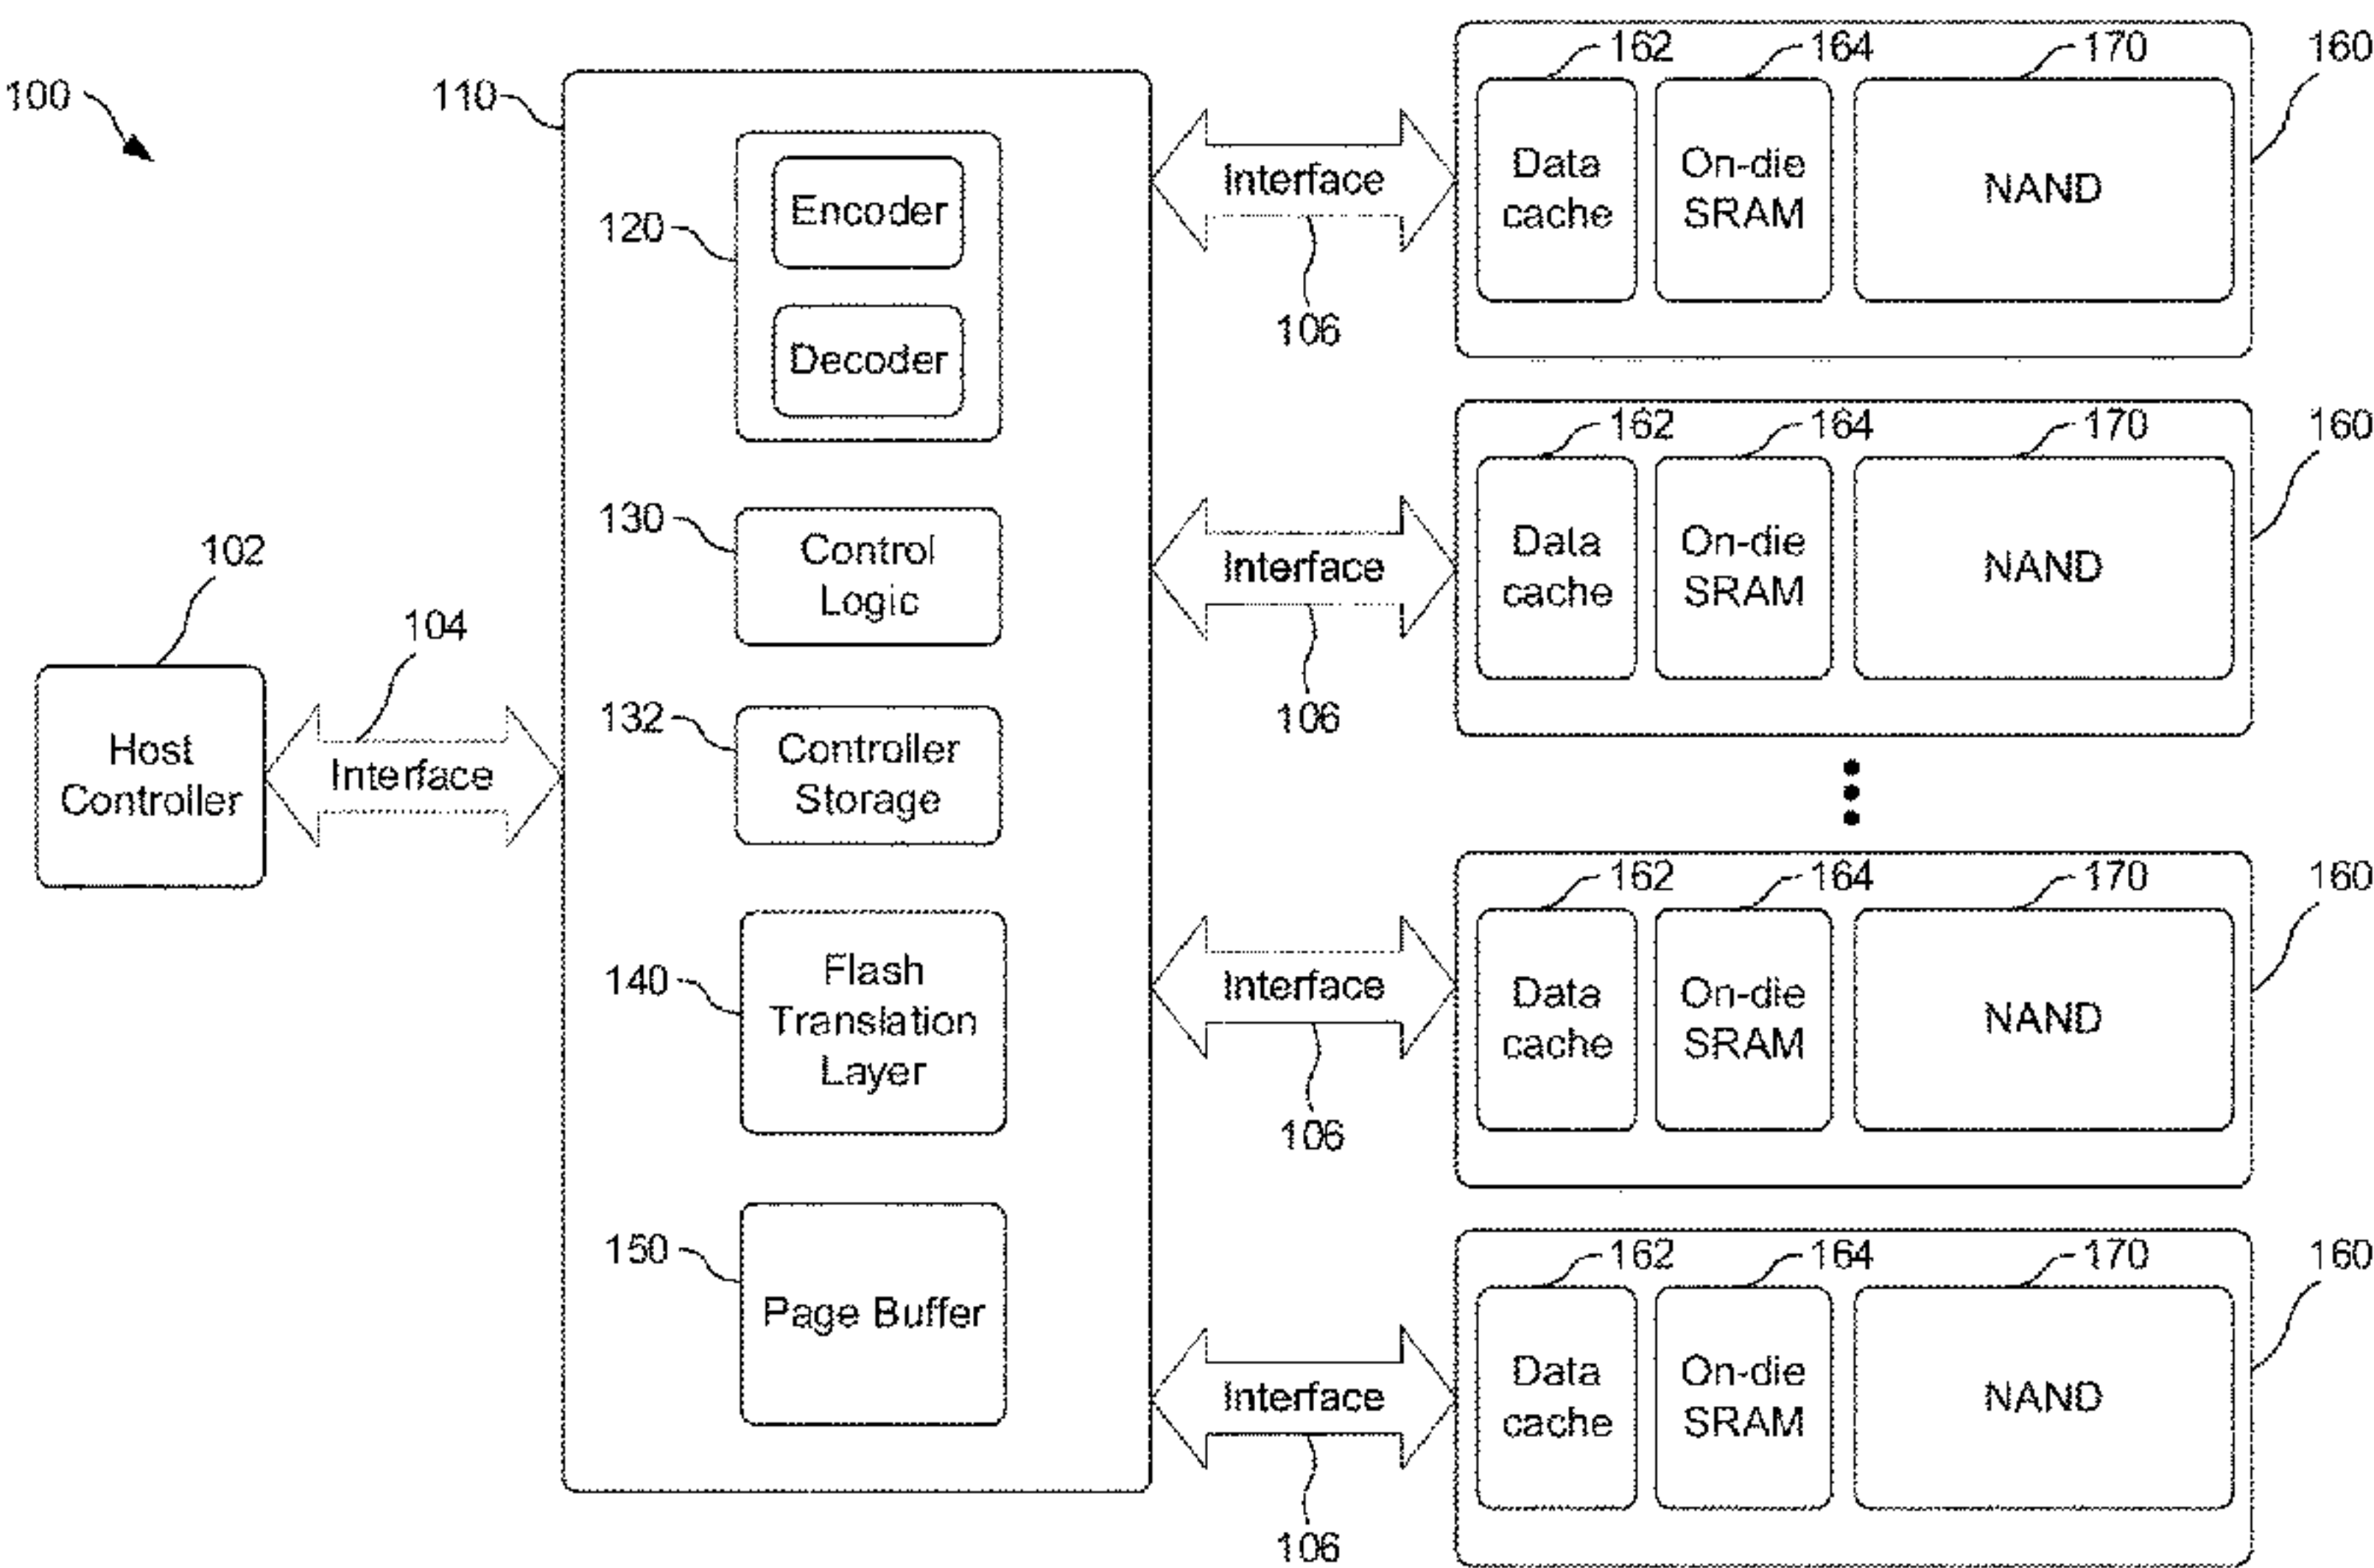 100
102
Host
Controller
104
Interface
110
120
Encoder
Decoder
130
Control
Logic
132
Controller
Storage
140
Flash
Translation
Layer
150
Page Buffer
Interface
106
162
164
170
160
Data
cache
On-die
SRAM
NAND
Interface
106
162
164
170
160
Data
cache
On-die
SRAM
NAND
Interface
106
162
164
170
160
Data
cache
On-die
SRAM
NAND
Interface
106
162
164
170
160
Data
cache
On-die
SRAM
NAND